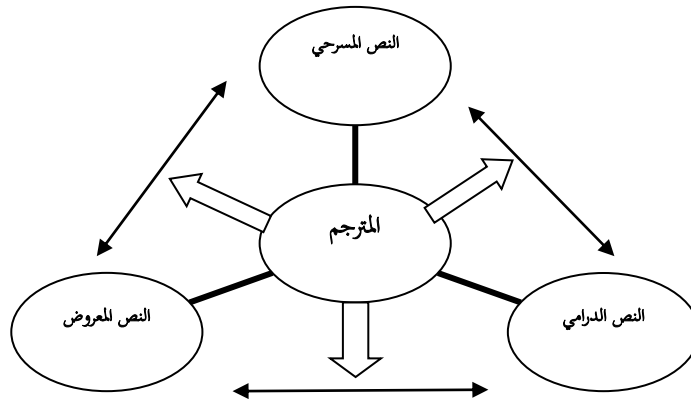 النص المسرحي
المترجم
النص الدرامي
النص المعروض